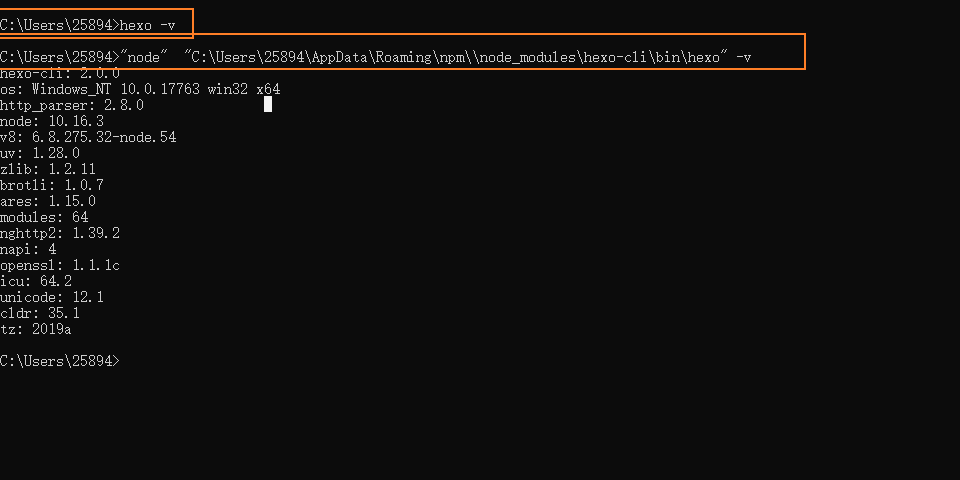 C:\Users\25894>hexo -v
C:\Users\25894>"node"  "C:\Users\25894\AppData\Roaming\npm\\node_modules\hexo-cli\bin\hexo" -v
hexo-cli: 2.0.0
os: Windows_NT 10.0.17763 win32 x64
http_parser: 2.8.0
node: 10.16.3
v8: 6.8.275.32-node.54
uv: 1.28.0
zlib: 1.2.11
brotli: 1.0.7
ares: 1.15.0
modules: 64
nghttp2: 1.39.2
napi: 4
openssl: 1.1.1c
icu: 64.2
unicode: 12.1
cldr: 35.1
tz: 2019a
C:\Users\25894>